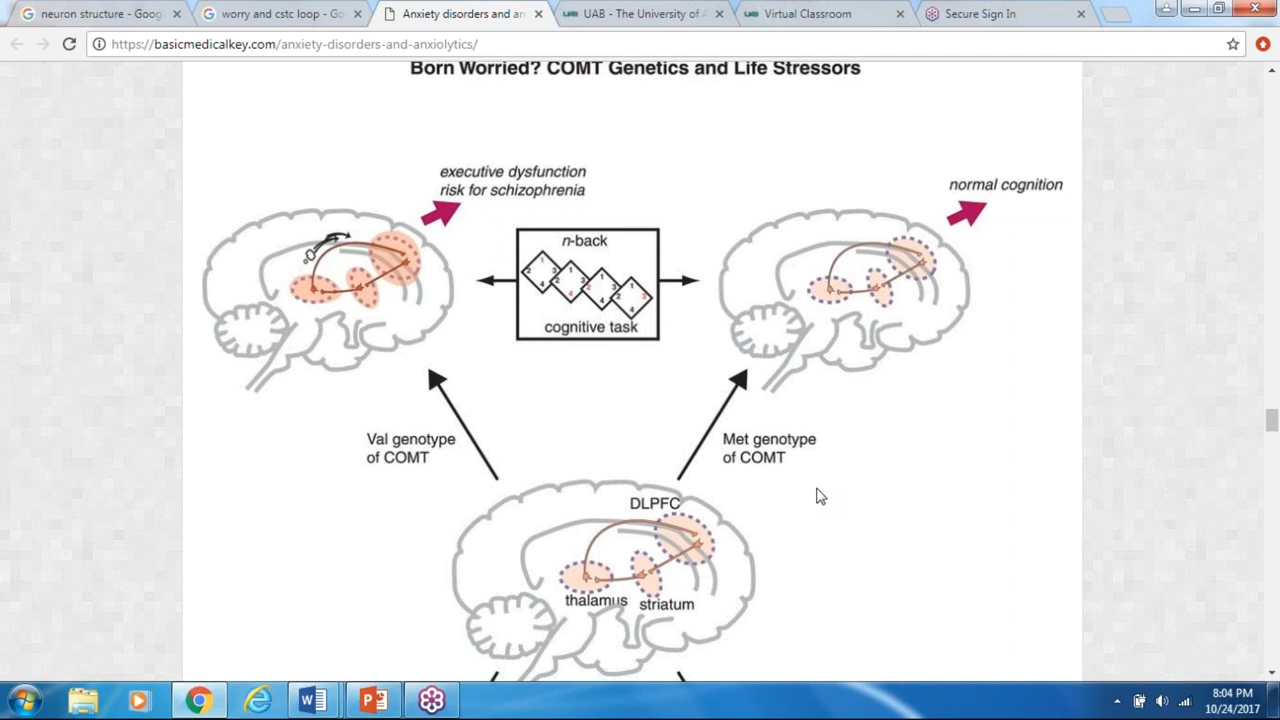 neuron structure - Goog
worry and cstc loop - Go
Anxiety disorders and an
UAB - The University of A
Virtual Classroom
Secure Sign In
https://basicmedicalkey.com/anxiety-disorders-and-anxiolytics/
Born Worried? COMT Genetics and Life Stressors
executive dysfunction
risk for schizophrenia
normal cognition
n-back
cognitive task
Val genotype
of COMT
Met genotype
of COMT
DLPFC
thalamus
striatum
8:04 PM
10/24/2017